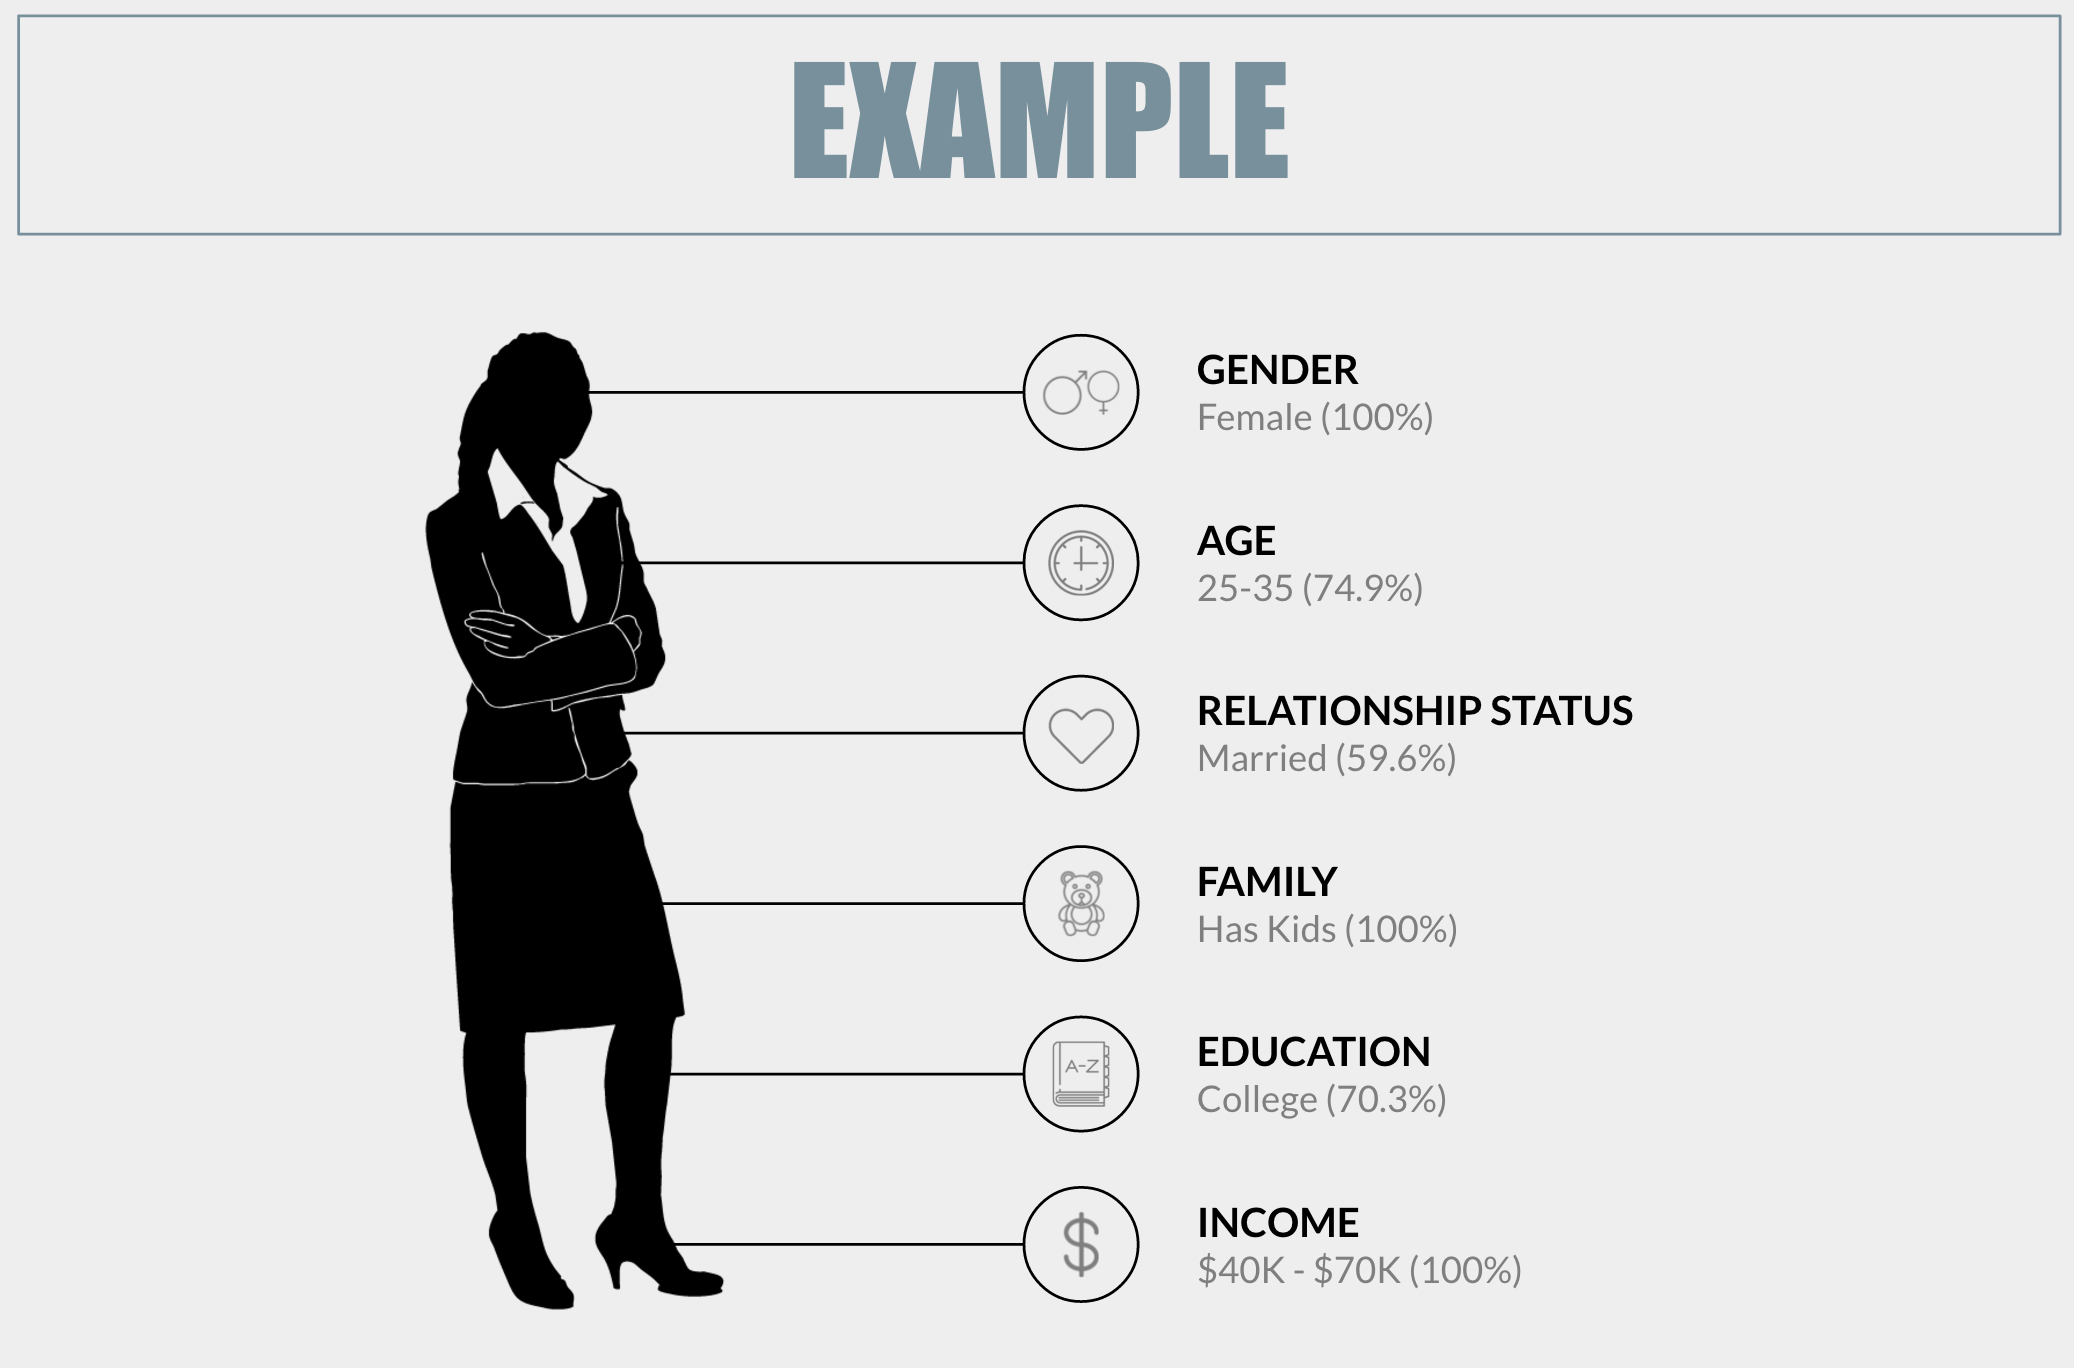 EXAMPLE
GENDER
Female (100%)
AGE
25-35 (74.9%)
RELATIONSHIP STATUS
Married (59.6%)
FAMILY
Has Kids (100%)
A-Z
EDUCATION
College (70.3%)
$
INCOME
$40K - $70K (100%)